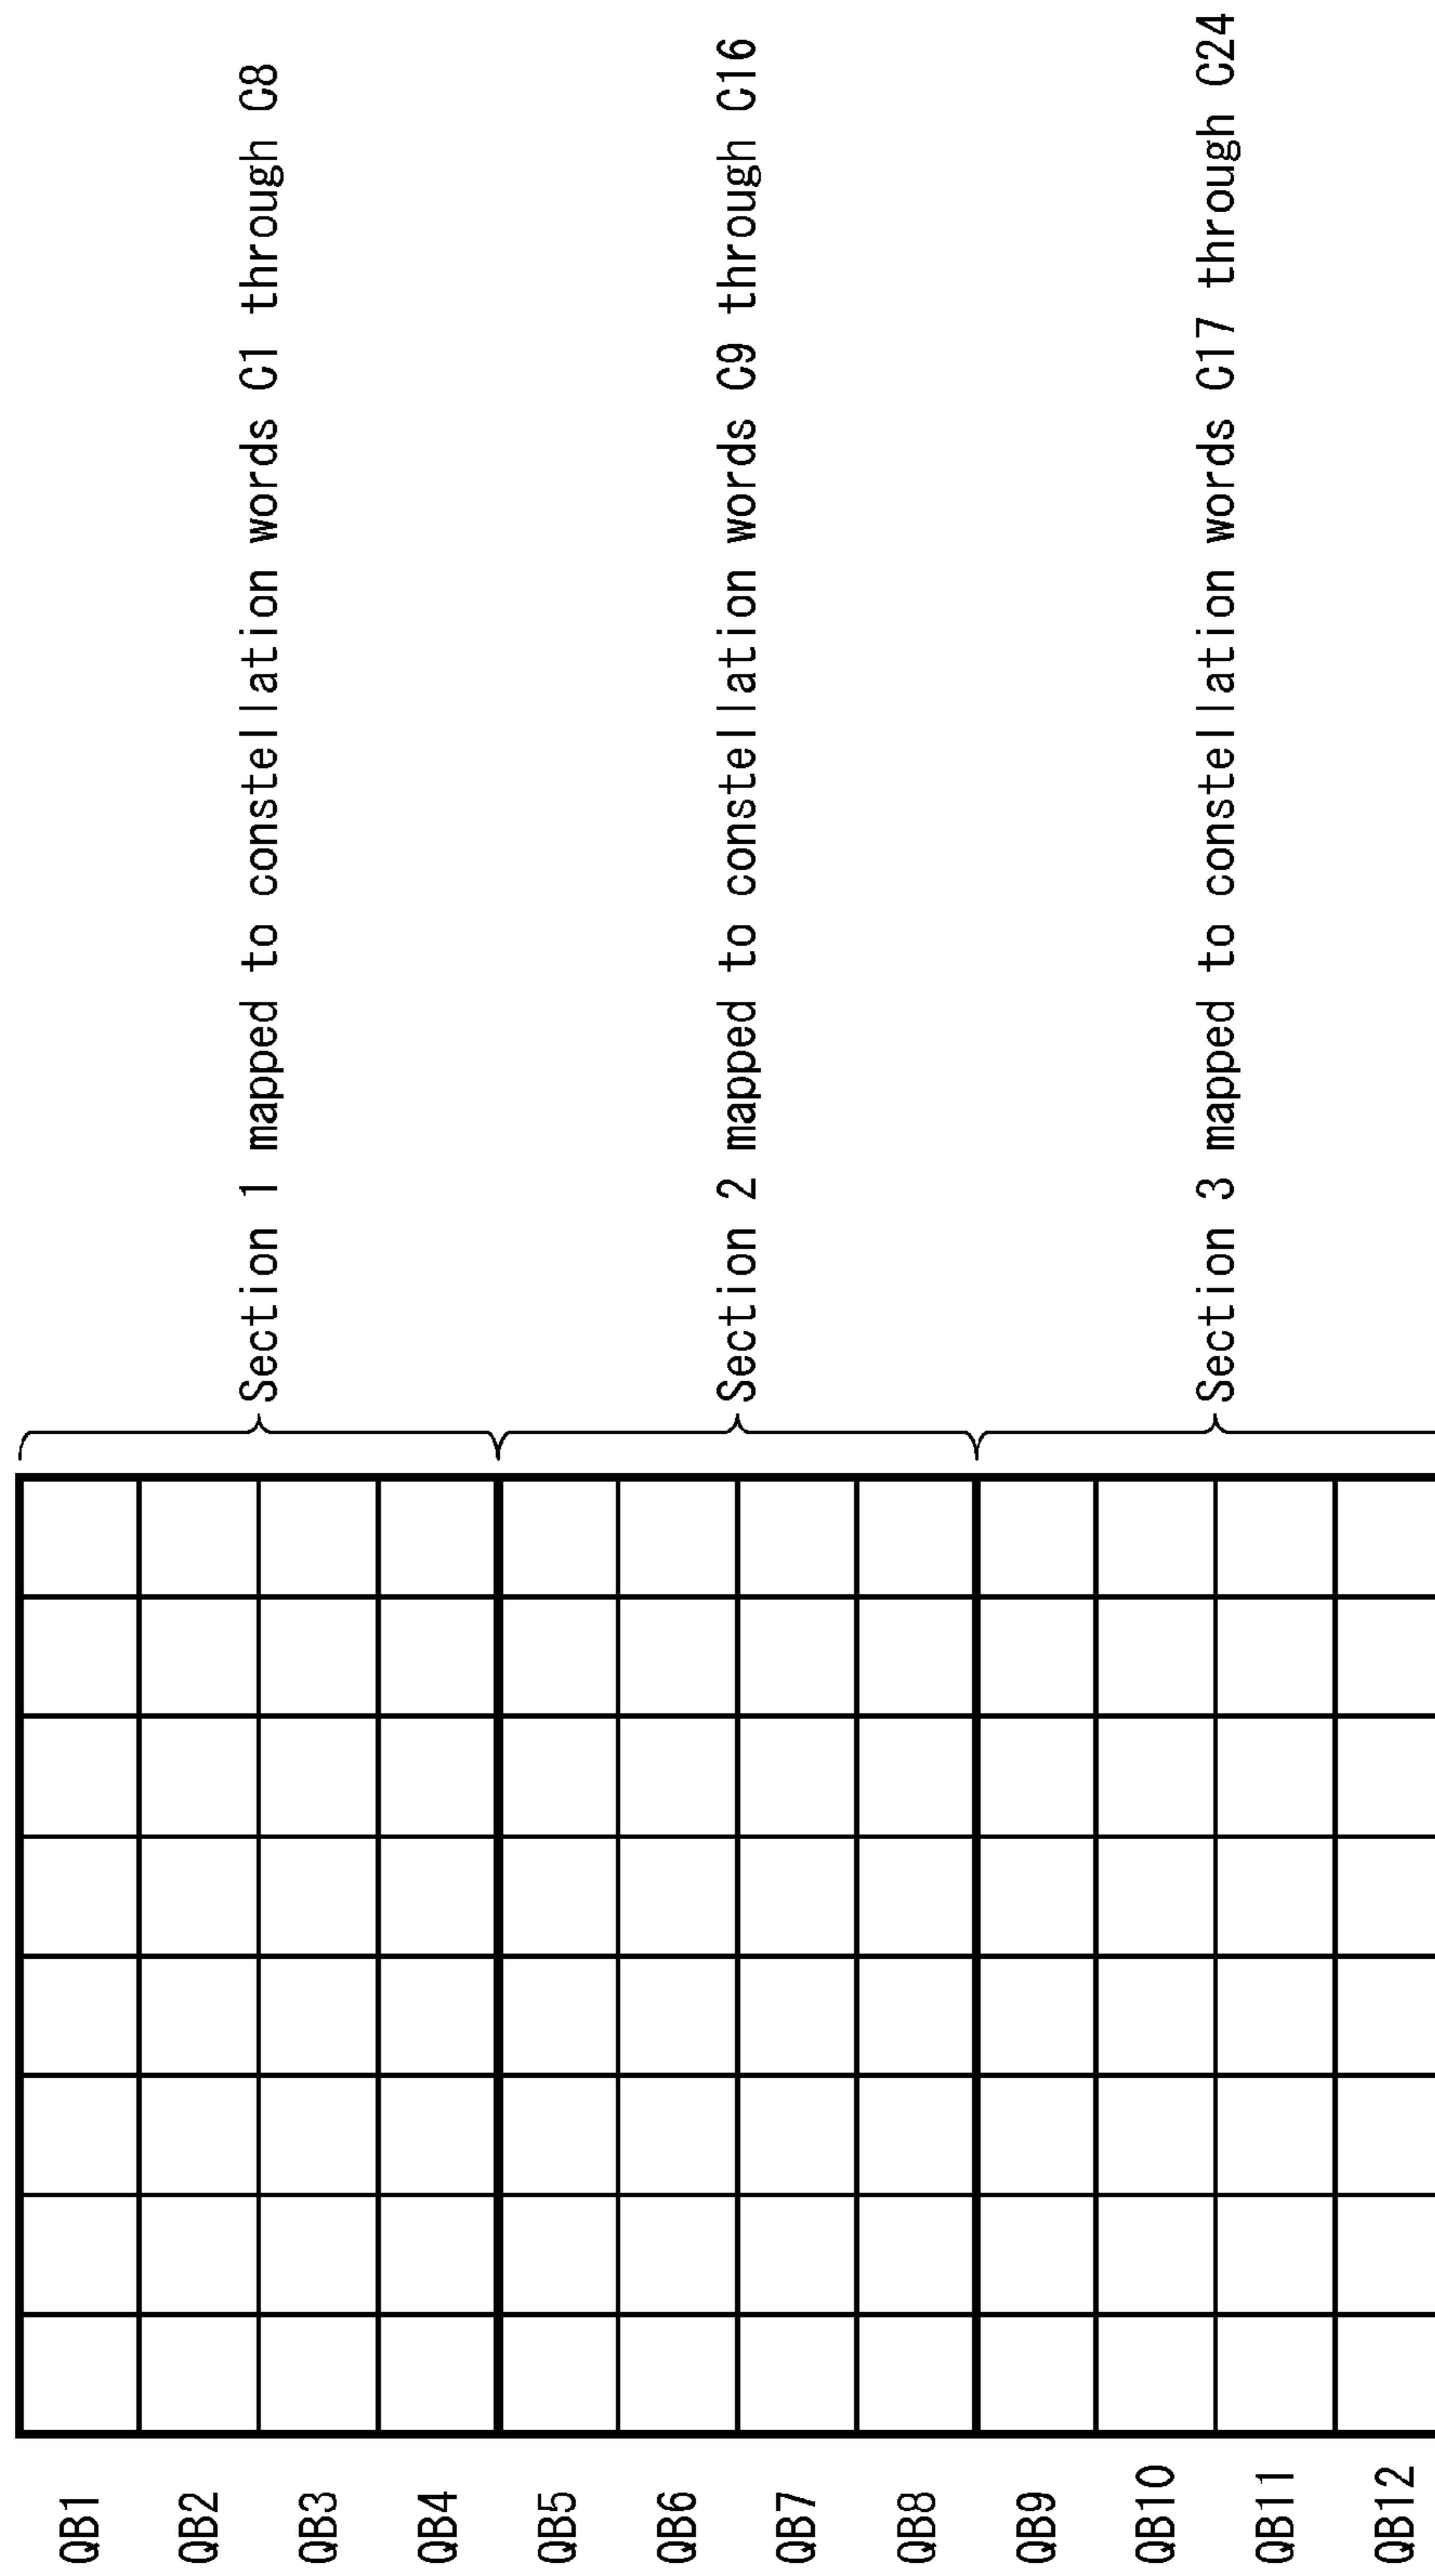 QB1
QB2
QB3
QB4
QB5
QB6
QB7
QB8
QB9
QB10
QB11
QB12
Section 1 mapped to constellation words C1 through C8
Section 2 mapped to constellation words C9 through C16
Section 3 mapped to constellation words C17 through C24